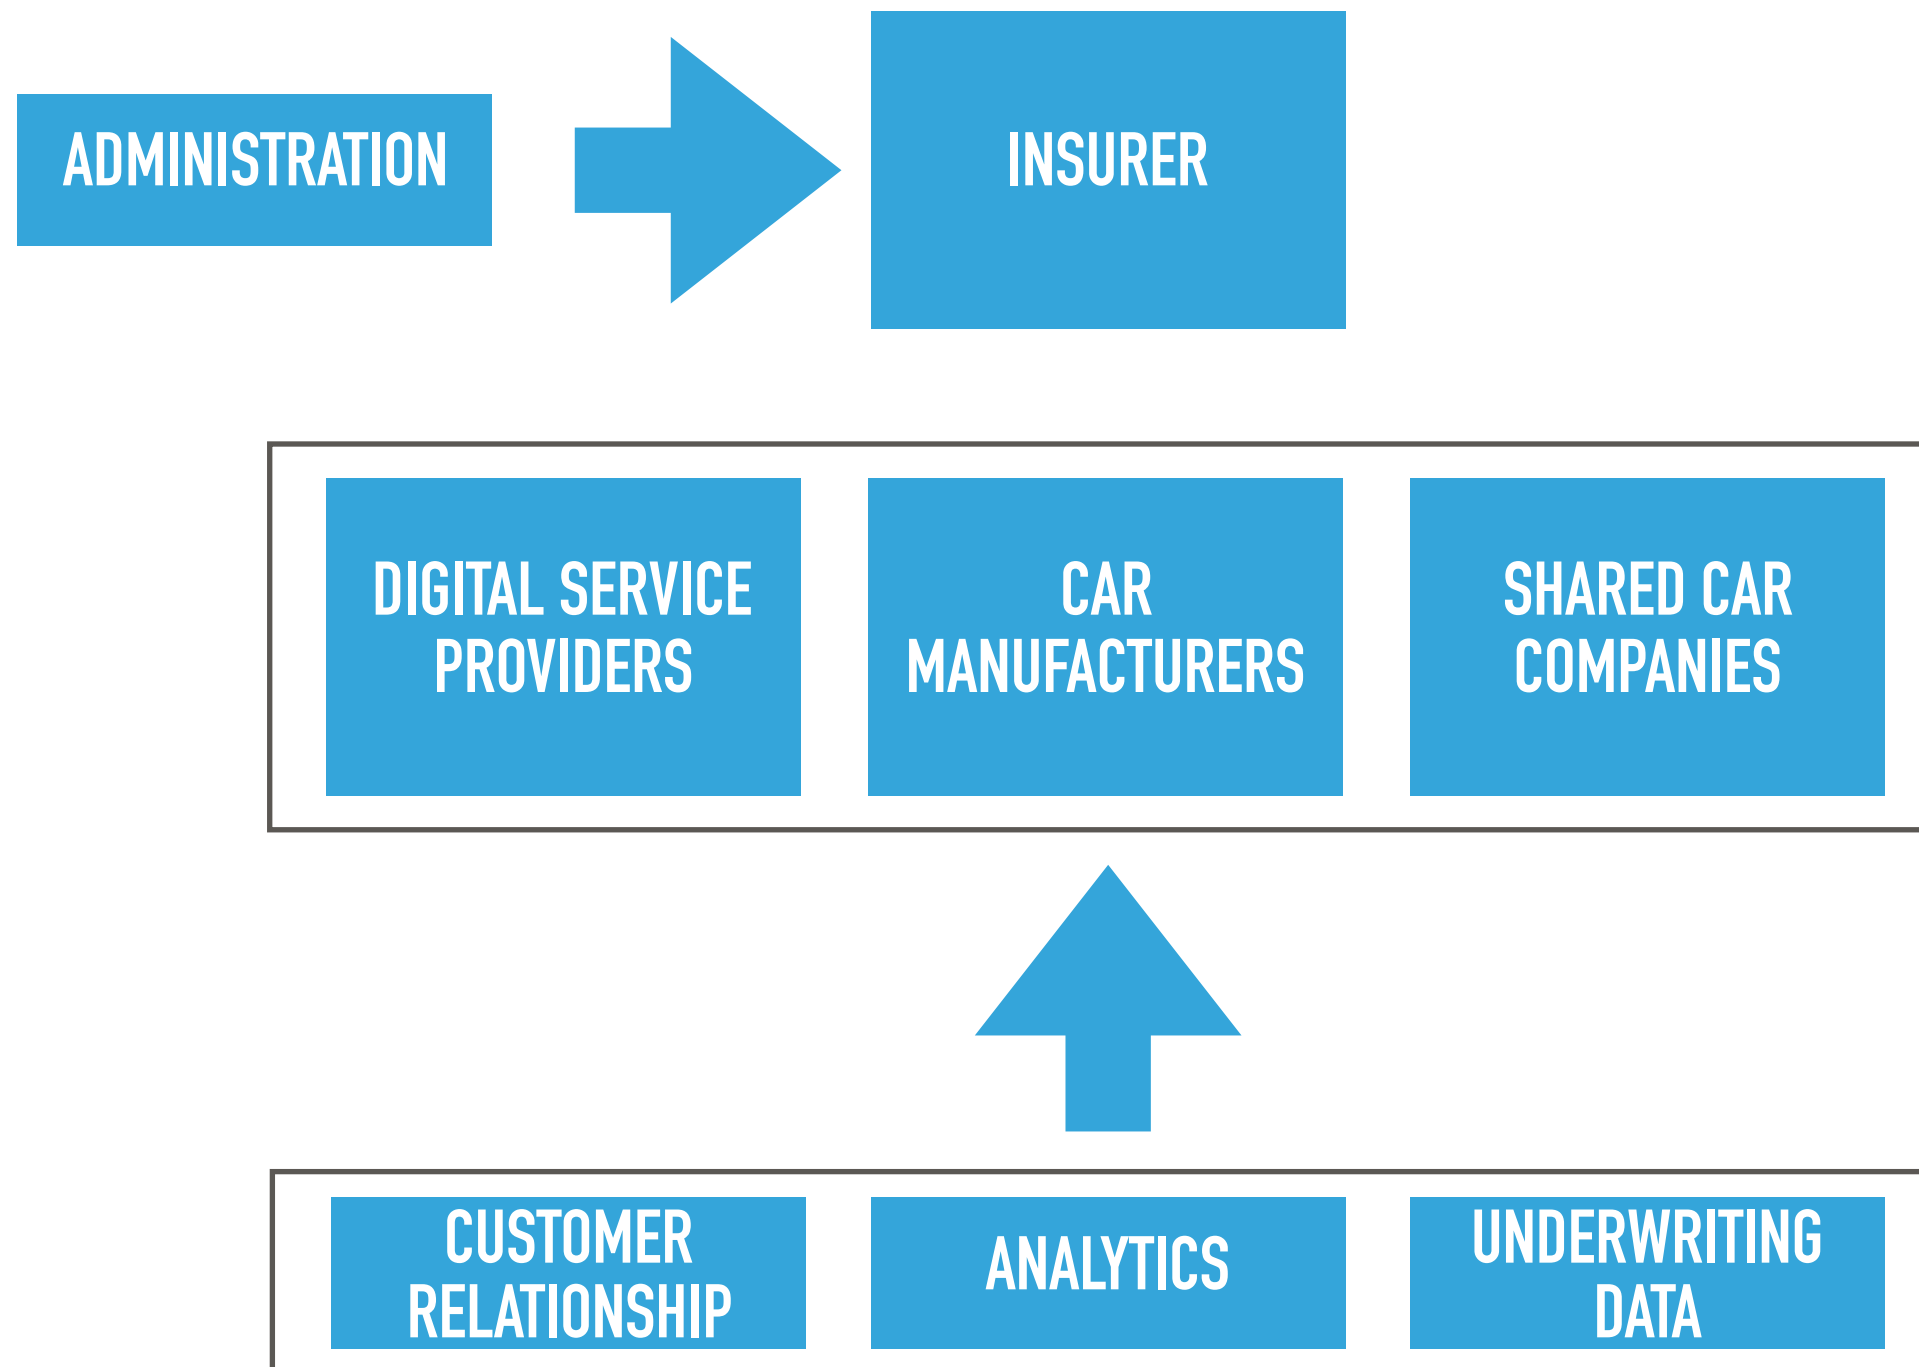 ADMINISTRATION
INSURER
DIGITAL SERVICE
PROVIDERS
CAR
MANUFACTURERS
SHARED CAR
COMPANIES
CUSTOMER
RELATIONSHIP
ANALYTICS
UNDERWRITING
DATA